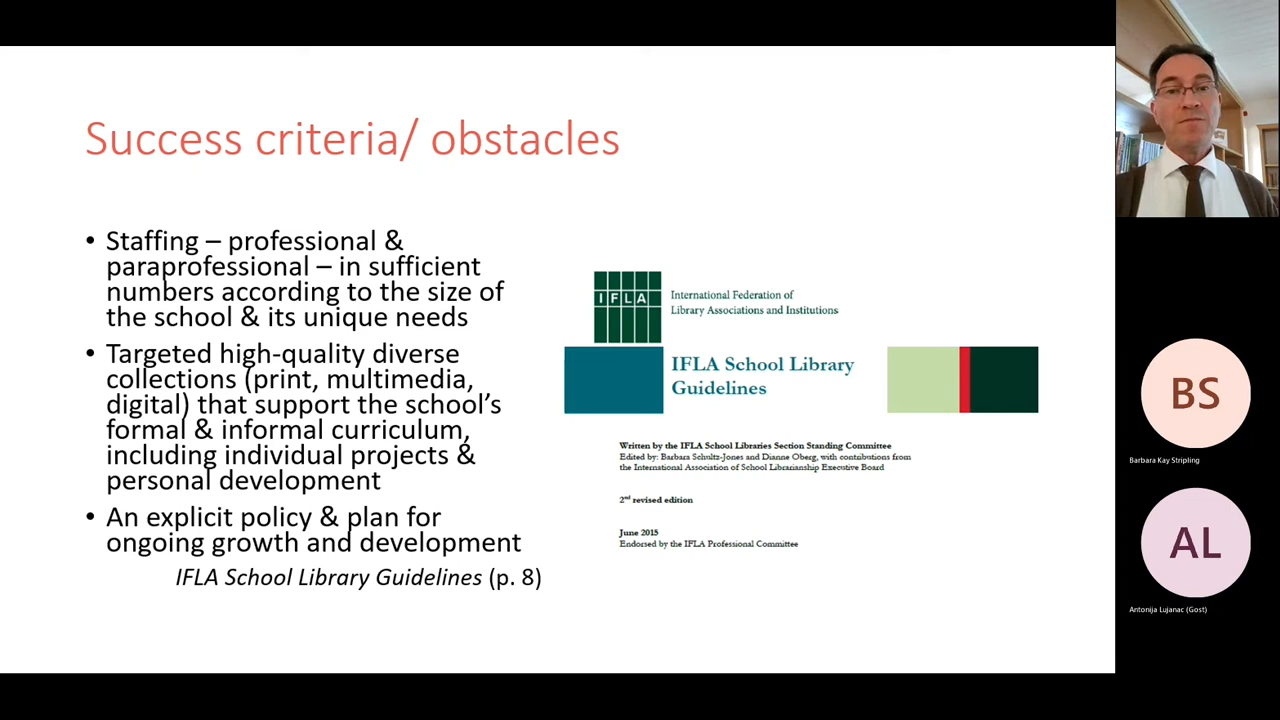 Success criteria/ obstacles
• Staffing – professional &
paraprofessional – in sufficient
numbers according to the size of
the school & its unique needs
• Targeted high-quality diverse
collections (print, multimedia,
digital) that support the school’s
formal & informal curriculum,
including individual projects &
personal development
• An explicit policy & plan for
ongoing growth and development
IFLA School Library Guidelines (p. 8)
IFLA
International Federation of
Library Associations and Institutions
IFLA School Library
Guidelines
Written by the IFLA School Libraries Section Standing Committee
Edited by: Barbara Schultz-Jones and Dianne Oberg, with contributions from
the International Association of School Librarianship Executive Board
2nd revised edition
June 2015
Endorsed by the IFLA Professional Committee
BS
Barbara Kay Stripling
AL
Antonija Lujanac (Gost)